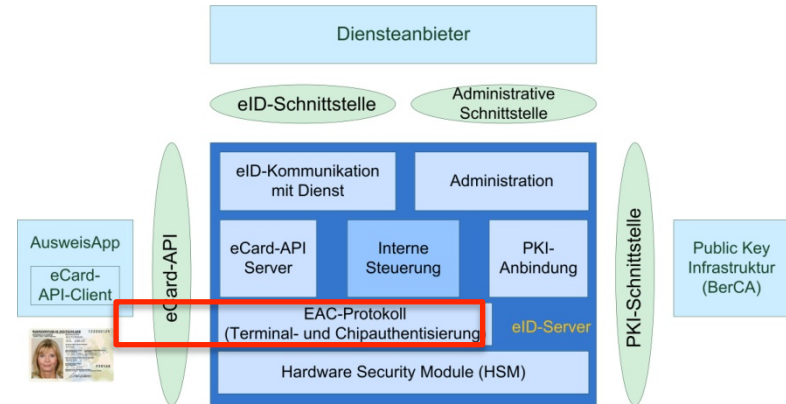 Diensteanbieter
eID-Schnittstelle
Administrative
Schnittstelle
eID-Kommunikation
mit Dienst
Administration
eCard-API
Server
Interne
Steuerung
PKI-
Anbindung
EAC-Protokoll
(Terminal- und Chipauthentisierung)
eID-Server
Hardware Security Module (HSM)
AusweisApp
eCard-
API-Client
eCard-API
PKI-Schnittstelle
Public Key
Infrastruktur
(BerCA)